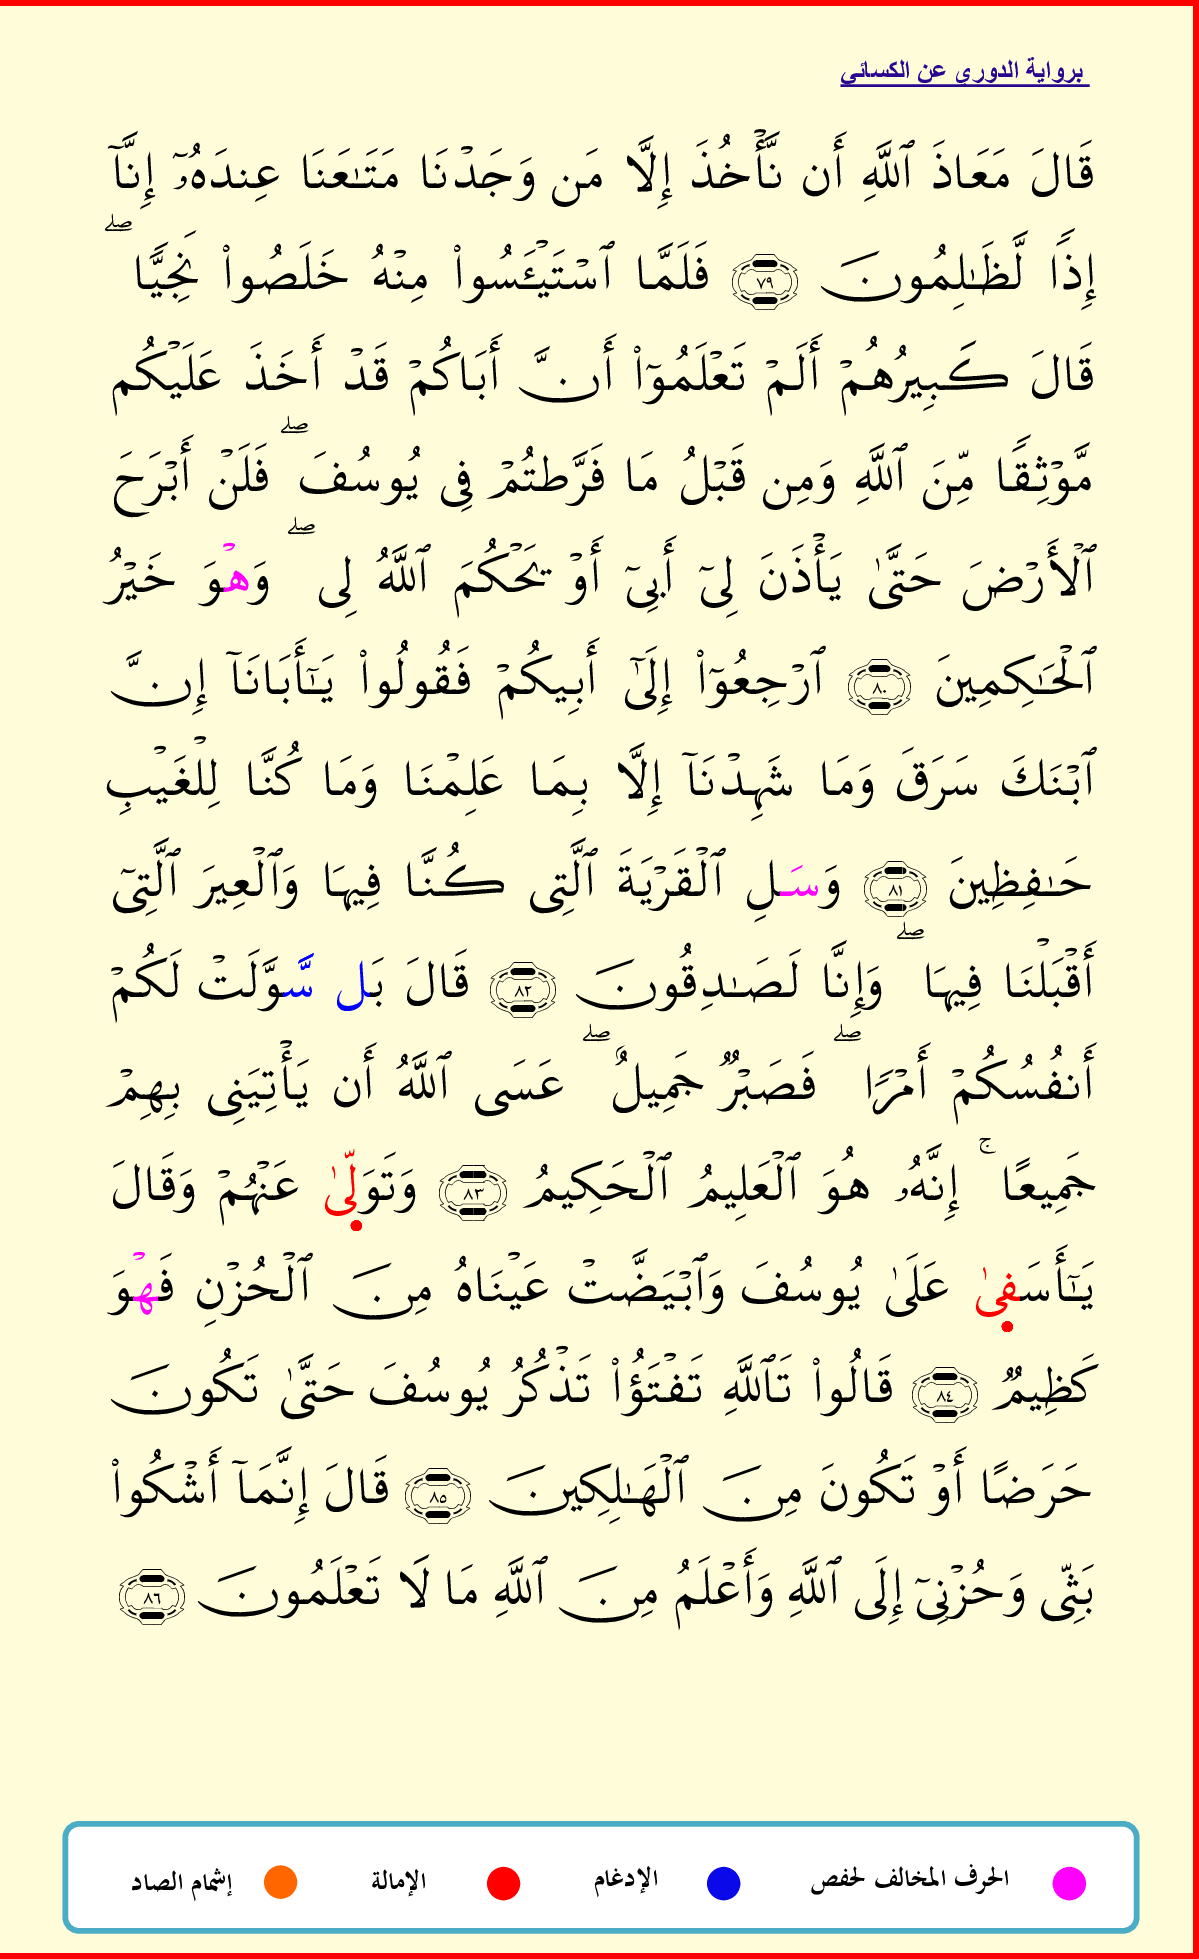 برواية الدوري عن الكسائي
قَالَ مَعَاذَ ٱللَّهِ أَن نَّأۡخُذَ إِلَّا مَن وَجَدۡنَا مَتَٰعَنَا عِندَهُۥٓ إِنَّآ
إِذٗا لَّظَٰلِمُونَ ٧٩ فَلَمَّا ٱسۡتَيۡـَٔسُواْ مِنۡهُ خَلَصُواْ نَجِيّٗاۖ
قَالَ كَبِيرُهُمۡ أَلَمۡ تَعۡلَمُوٓاْ أَنَّ أَبَاكُمۡ قَدۡ أَخَذَ عَلَيۡكُم
مَّوۡثِقٗا مِّنَ ٱللَّهِ وَمِن قَبۡلُ مَا فَرَّطتُمۡ فِي يُوسُفَۖ فَلَنۡ أَبۡرَحَ
ٱلۡأَرۡضَ حَتَّىٰ يَأۡذَنَ لِيٓ أَبِيٓ أَوۡ يَحۡكُمَ ٱللَّهُ لِيۖ وَهۡوَ خَيۡرُ
ٱلۡحَٰكِمِينَ ٨٠ ٱرۡجِعُوٓاْ إِلَىٰٓ أَبِيكُمۡ فَقُولُواْ يَٰٓأَبَانَآ إِنَّ
ٱبۡنَكَ سَرَقَ وَمَا شَهِدۡنَآ إِلَّا بِمَا عَلِمۡنَا وَمَا كُنَّا لِلۡغَيۡبِ
حَٰفِظِينَ ٨١ وَسَلِ ٱلۡقَرۡيَةَ ٱلَّتِي كُنَّا فِيهَا وَٱلۡعِيرَ ٱلَّتِيٓ
أَقۡبَلۡنَا فِيهَاۖ وَإِنَّا لَصَٰدِقُونَ ٨٢ قَالَ بَل سَّوَّلَتۡ لَكُمۡ
أَنفُسُكُمۡ أَمۡرٗاۖ فَصَبۡرٞ جَمِيلٌۖ عَسَى ٱللَّهُ أَن يَأۡتِيَنِي بِهِمۡ
جَمِيعًاۚ إِنَّهُۥ هُوَ ٱلۡعَلِيمُ ٱلۡحَكِيمُ ٨٣ وَتَوَلِّىٰ عَنۡهُمۡ وَقَالَ
يَٰٓأَسَفِىٰ عَلَىٰ يُوسُفَ وَٱبۡيَضَّتۡ عَيۡنَاهُ مِنَ ٱلۡحُزۡنِ فَهۡوَ
كَظِيمٞ ٨٤ قَالُواْ تَٱللَّهِ تَفۡتَؤُاْ تَذۡكُرُ يُوسُفَ حَتَّىٰ تَكُونَ
حَرَضًا أَوۡ تَكُونَ مِنَ ٱلۡهَٰلِكِينَ ٨٥ قَالَ إِنَّمَآ أَشۡكُواْ
بَثِّي وَحُزۡنِيٓ إِلَى ٱللَّهِ وَأَعۡلَمُ مِنَ ٱللَّهِ مَا لَا تَعۡلَمُونَ ٨٦
الحرف المخالف لحفص الإدغام الإمالة إشمام الصاد